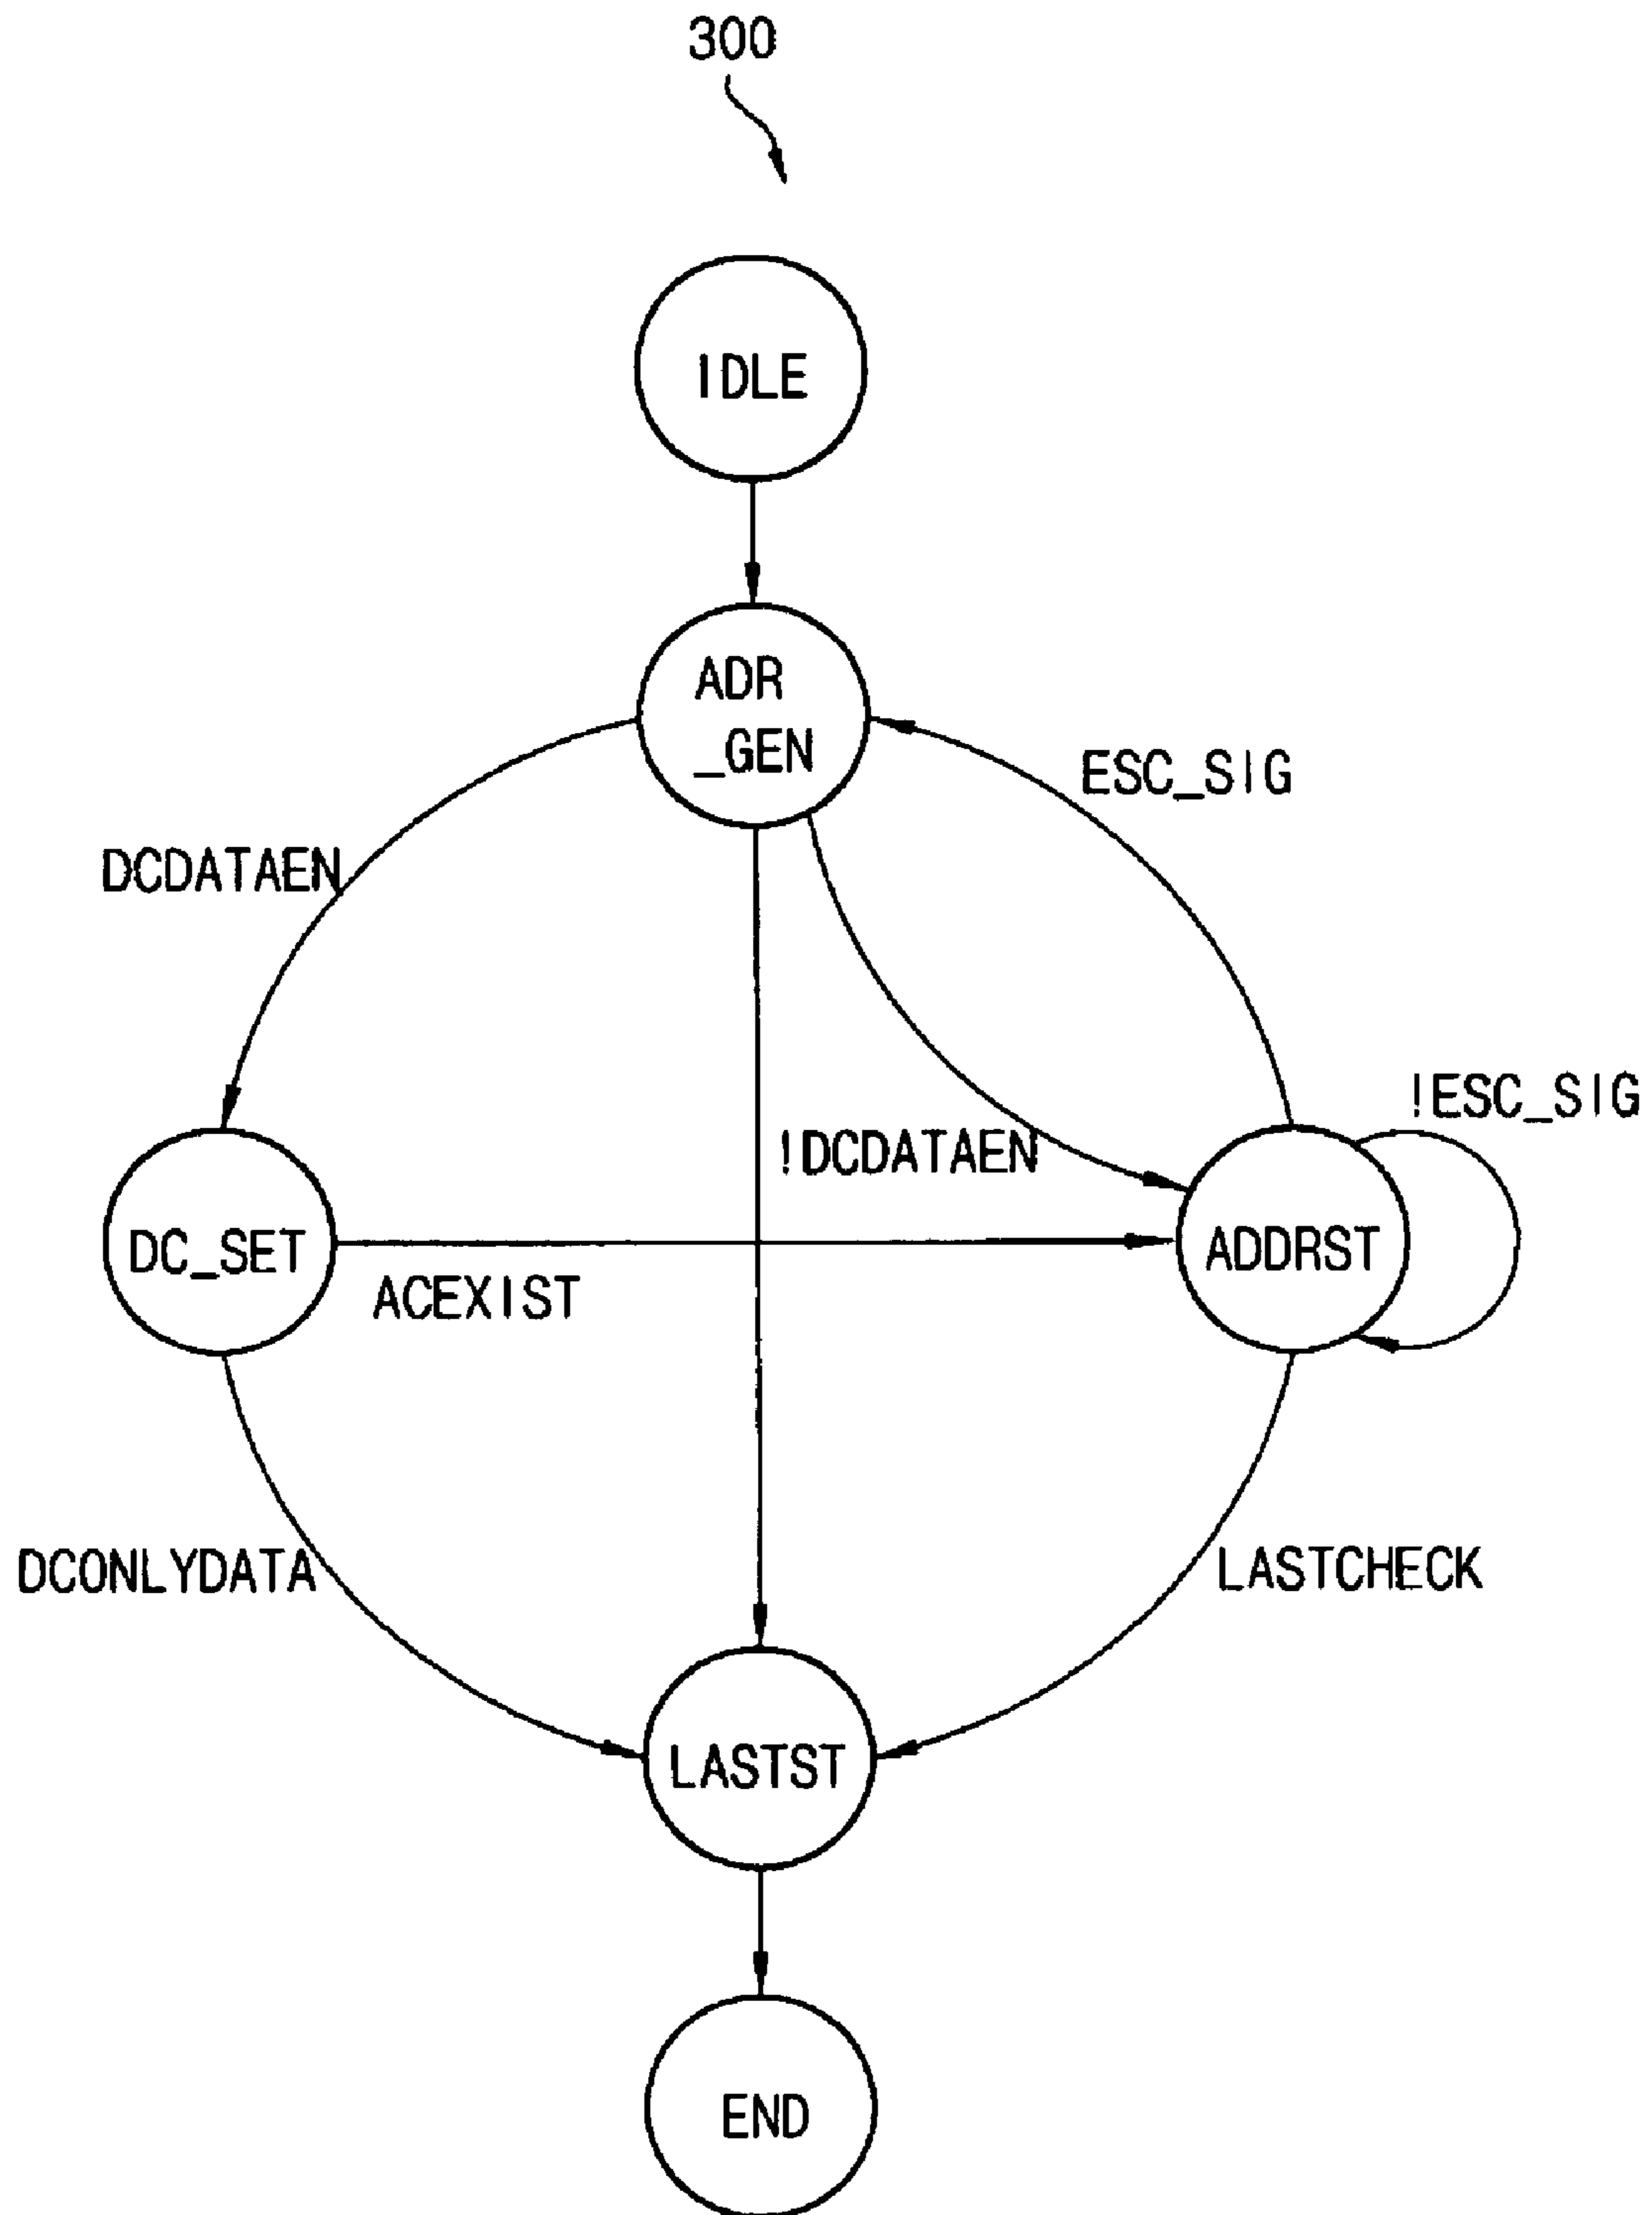 300
IDLE
ADR
_GEN
ESC_SIG
DCDATAEN
!ESC_SIG
!DCDATAEN
DC_SET
ADDRST
ACEXIST
DCONLYDATA
LASTCHECK
LASTST
END